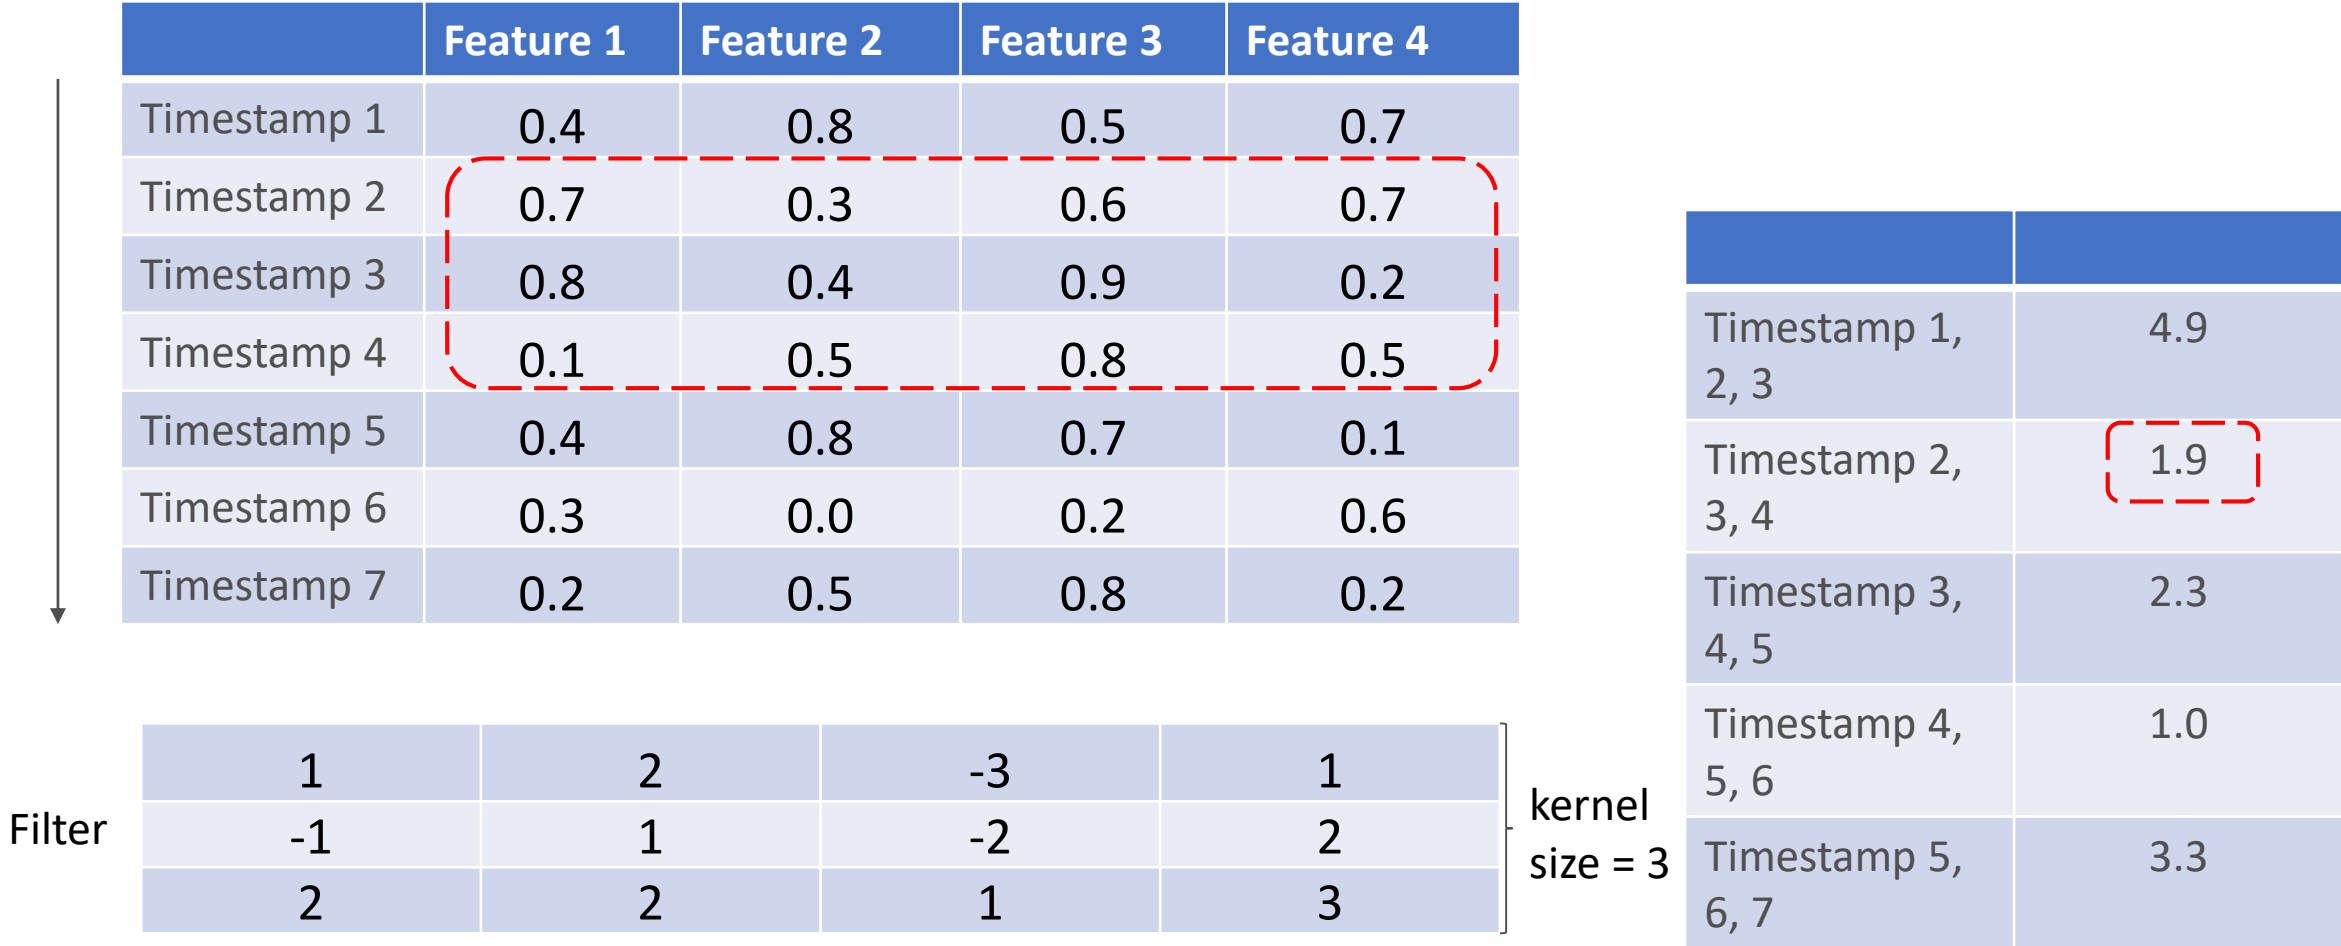 Feature 1 Feature 2 Feature 3 Feature 4
Timestamp 1 0.4 0.8 0.5 0.7
Timestamp 2 0.7 0.3 0.6 0.7
Timestamp 3 0.8 0.4 0.9 0.2
Timestamp 4 0.1 0.5 0.8 0.5
Timestamp 5 0.4 0.8 0.7 0.1
Timestamp 6 0.3 0.0 0.2 0.6
Timestamp 7 0.2 0.5 0.8 0.2
Filter
1 2 -3 1
-1 1 -2 2
2 2 1 3
kernel
size = 3
Timestamp 1, 4.9
2, 3
Timestamp 2, 1.9
3, 4
Timestamp 3, 2.3
4, 5
Timestamp 4, 1.0
5, 6
Timestamp 5, 3.3
6, 7